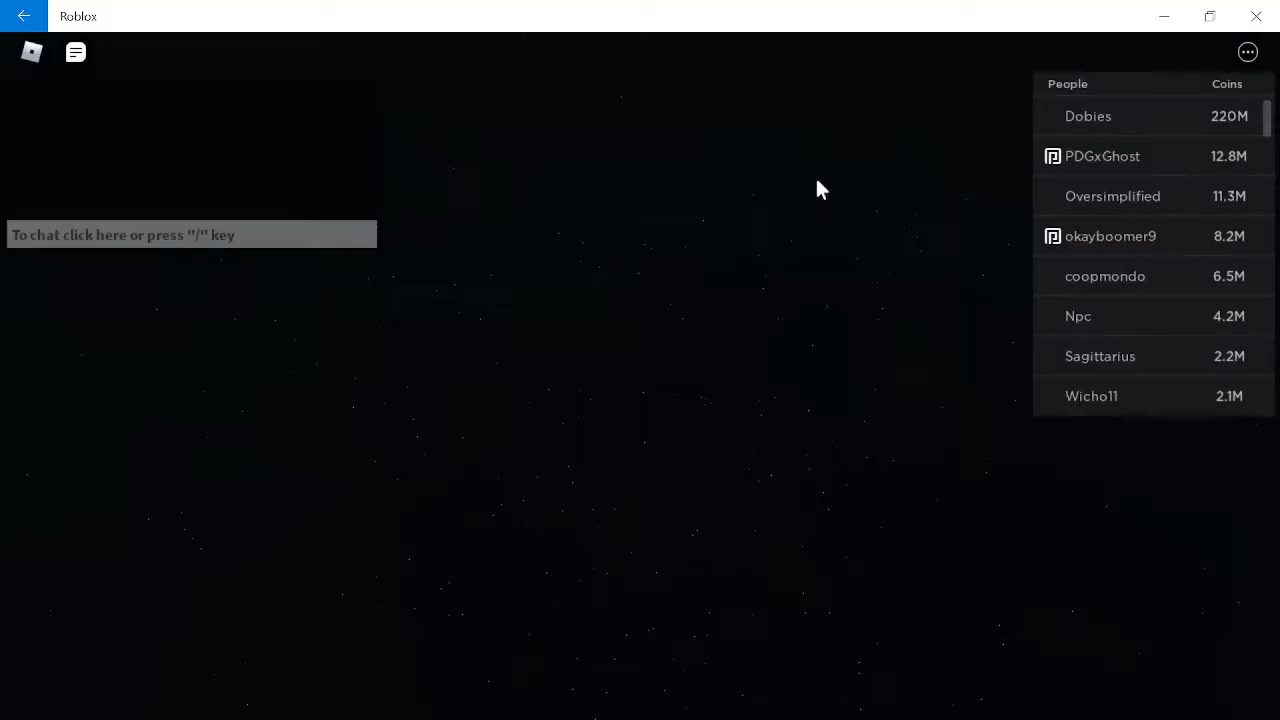 Roblox
People Coins
Dobies 220M
PDGxGhost 12.8M
Oversimplified 11.3M
To chat click here or press "/" key
okayboomer9 8.2M
coopmondo 6.5M
Npc 4.2M
Sagittarius 2.2M
Wicho11 2.1M